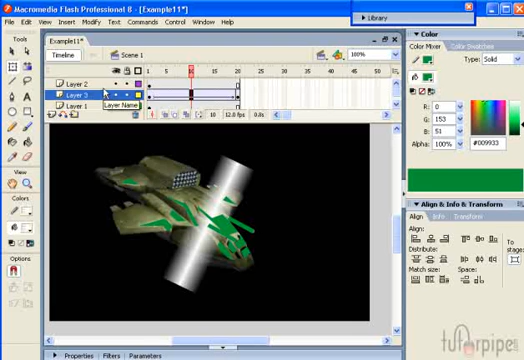 Macromedia Flash Professional 8 - [Example11*]
Library
File Edit View Insert Modify Text Commands Control Window Help
Tools
Example11*
Timeline
Scene 1
100%
1 5 10 15 20 25 30 35 40 45 50
Layer 2
Layer 3
Layer 1
Layer Name
10 12.0 fps 0.8s
View
Colors
Options
Color
Color Mixer Color Swatches
Type: Solid
R: 0
G: 153
B: 51
Alpha: 100%
#009933
Align & Info & Transform
Align Info Transform
Align:
Distribute:
Match size: Space:
To stage:
Properties Filters Parameters
tutorpipe